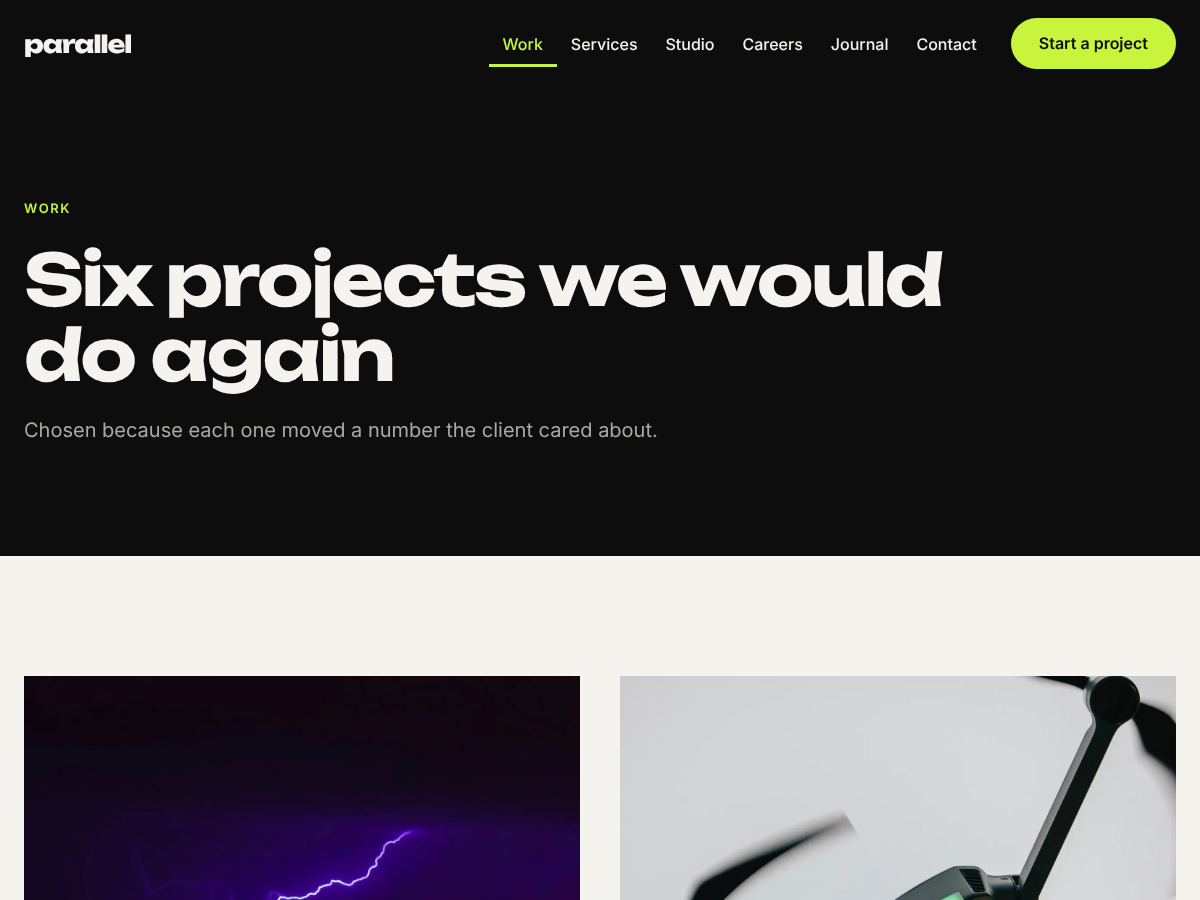 parallel
Work Services Studio Careers Journal Contact Start a project
WORK
Six projects we would
do again
Chosen because each one moved a number the client cared about.